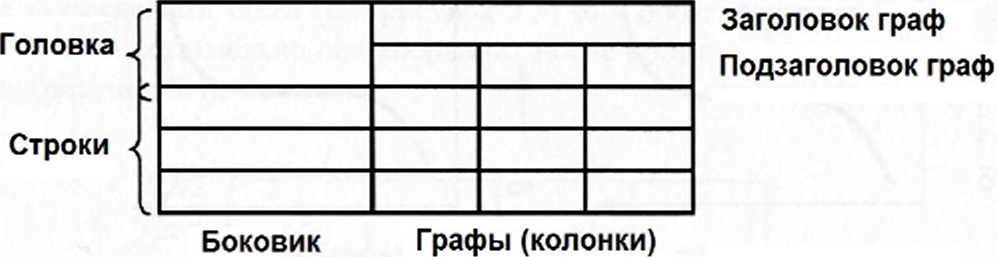 Заголовок граф
Головка
Подзаголовок граф
Строки
Боковик
Графы (колонки)